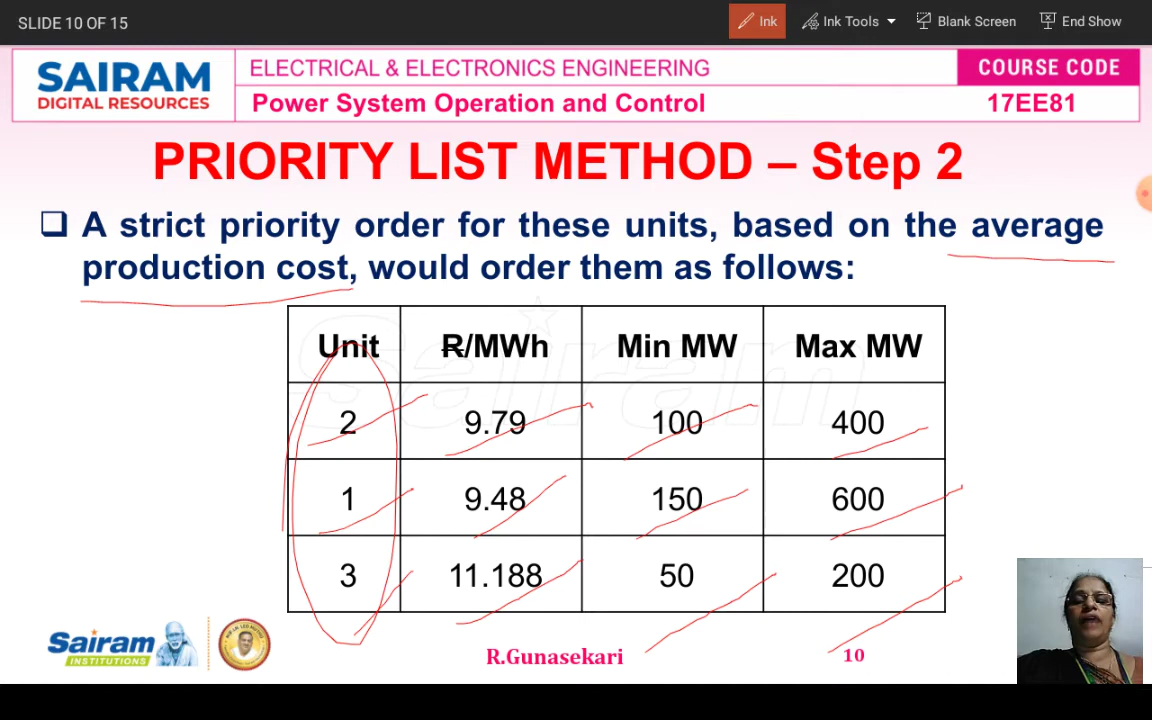 SLIDE 10 OF 15
Ink
Ink Tools
Blank Screen
End Show
SAIRAM
DIGITAL RESOURCES
ELECTRICAL & ELECTRONICS ENGINEERING
Power System Operation and Control
COURSE CODE
17EE81
PRIORITY LIST METHOD – Step 2
A strict priority order for these units, based on the average
production cost, would order them as follows:
Unit R/MWh Min MW Max MW
2 9.79 100 400
1 9.48 150 600
3 11.188 50 200
Sairam
Sairam
INSTITUTIONS
R.Gunasekari
10